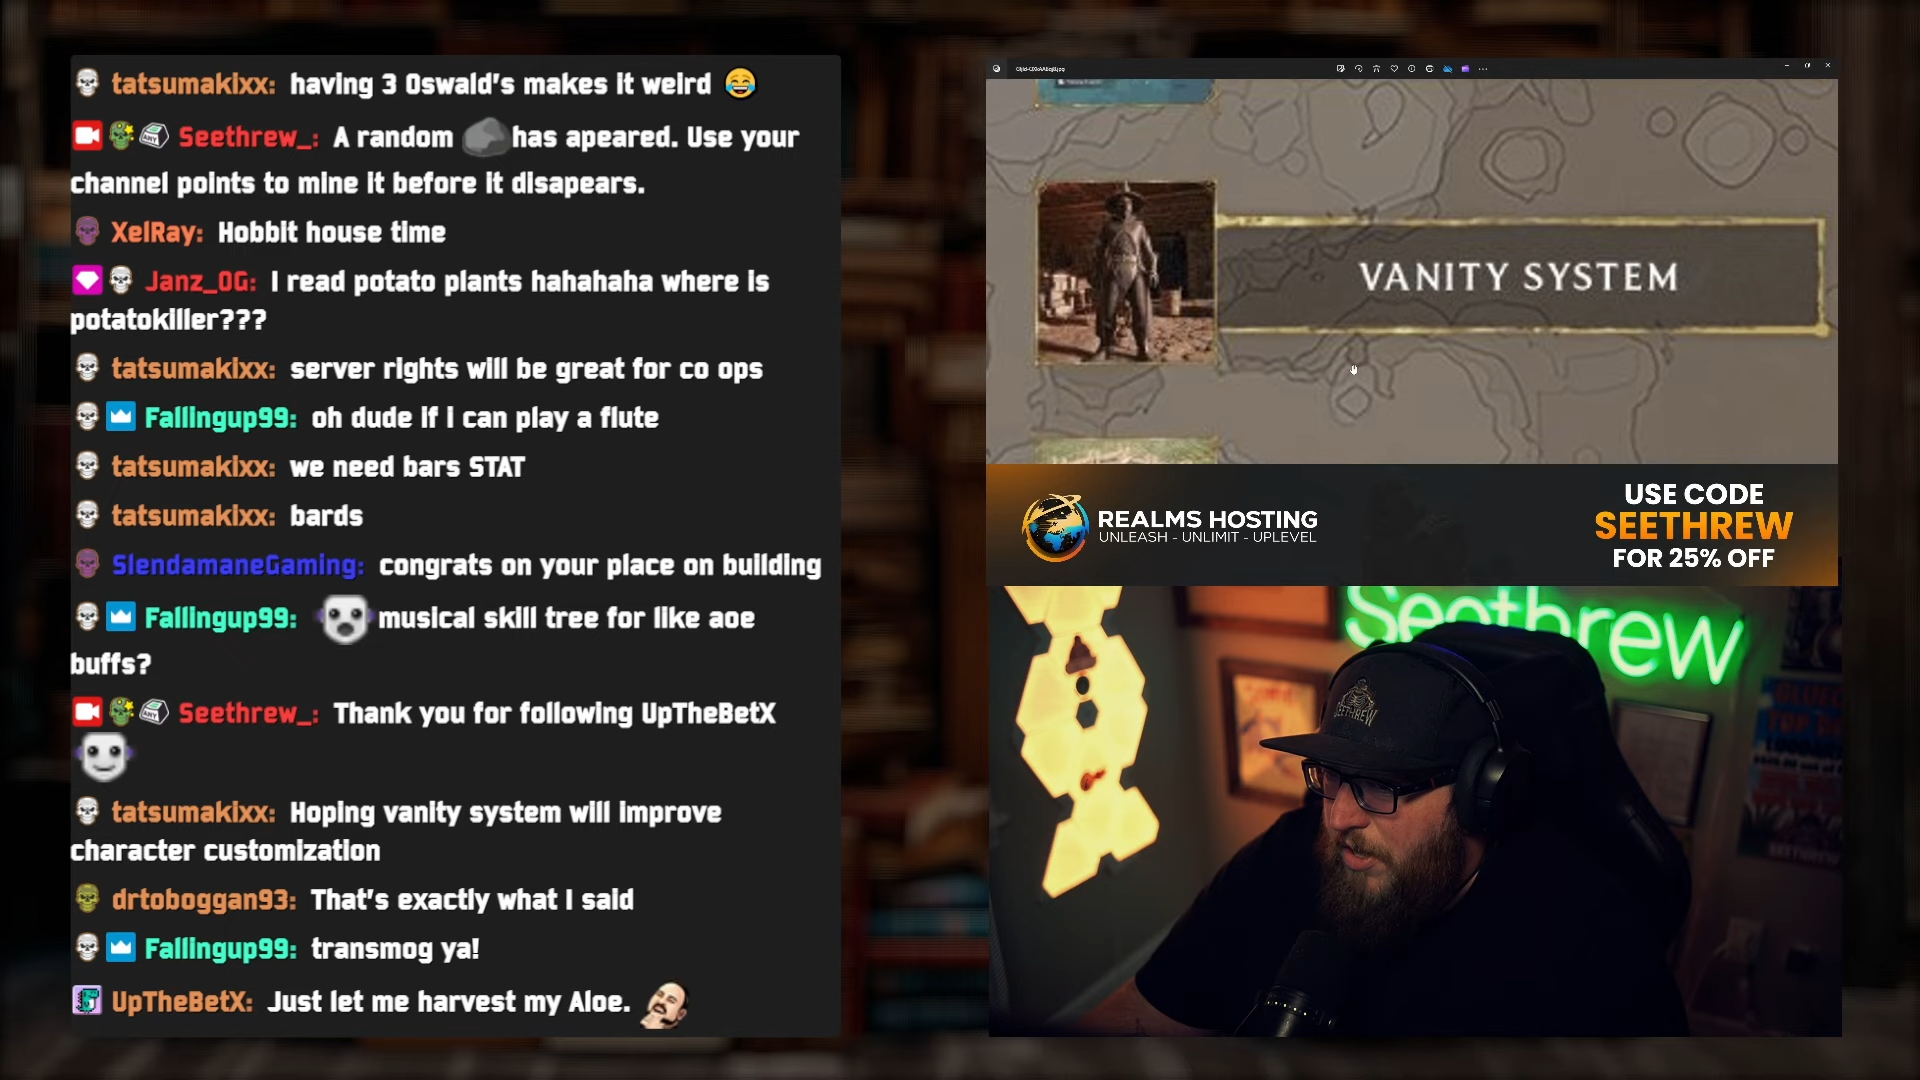 tatsumakixx: having 3 Oswald's makes it weird
Seethrew_: A random has apeared. Use your
channel points to mine it before it disapears.
XelRay: Hobbit house time
Janz_OG: I read potato plants hahahaha where is
potatokiller???
tatsumakixx: server rights will be great for co ops
Fallingup99: oh dude if i can play a flute
tatsumakixx: we need bars STAT
tatsumakixx: bards
SlendamaneGaming: congrats on your place on building
Fallingup99: musical skill tree for like aoe
buffs?
Seethrew_: Thank you for following UpTheBetX
tatsumakixx: Hoping vanity system will improve
character customization
drtoboggan93: That's exactly what I said
Fallingup99: transmog ya!
UpTheBetX: Just let me harvest my Aloe.
VANITY SYSTEM
REALMS HOSTING
UNLEASH - UNLIMIT - UPLEVEL
USE CODE
SEETHREW
FOR 25% OFF
Seethrew
SEETHREW